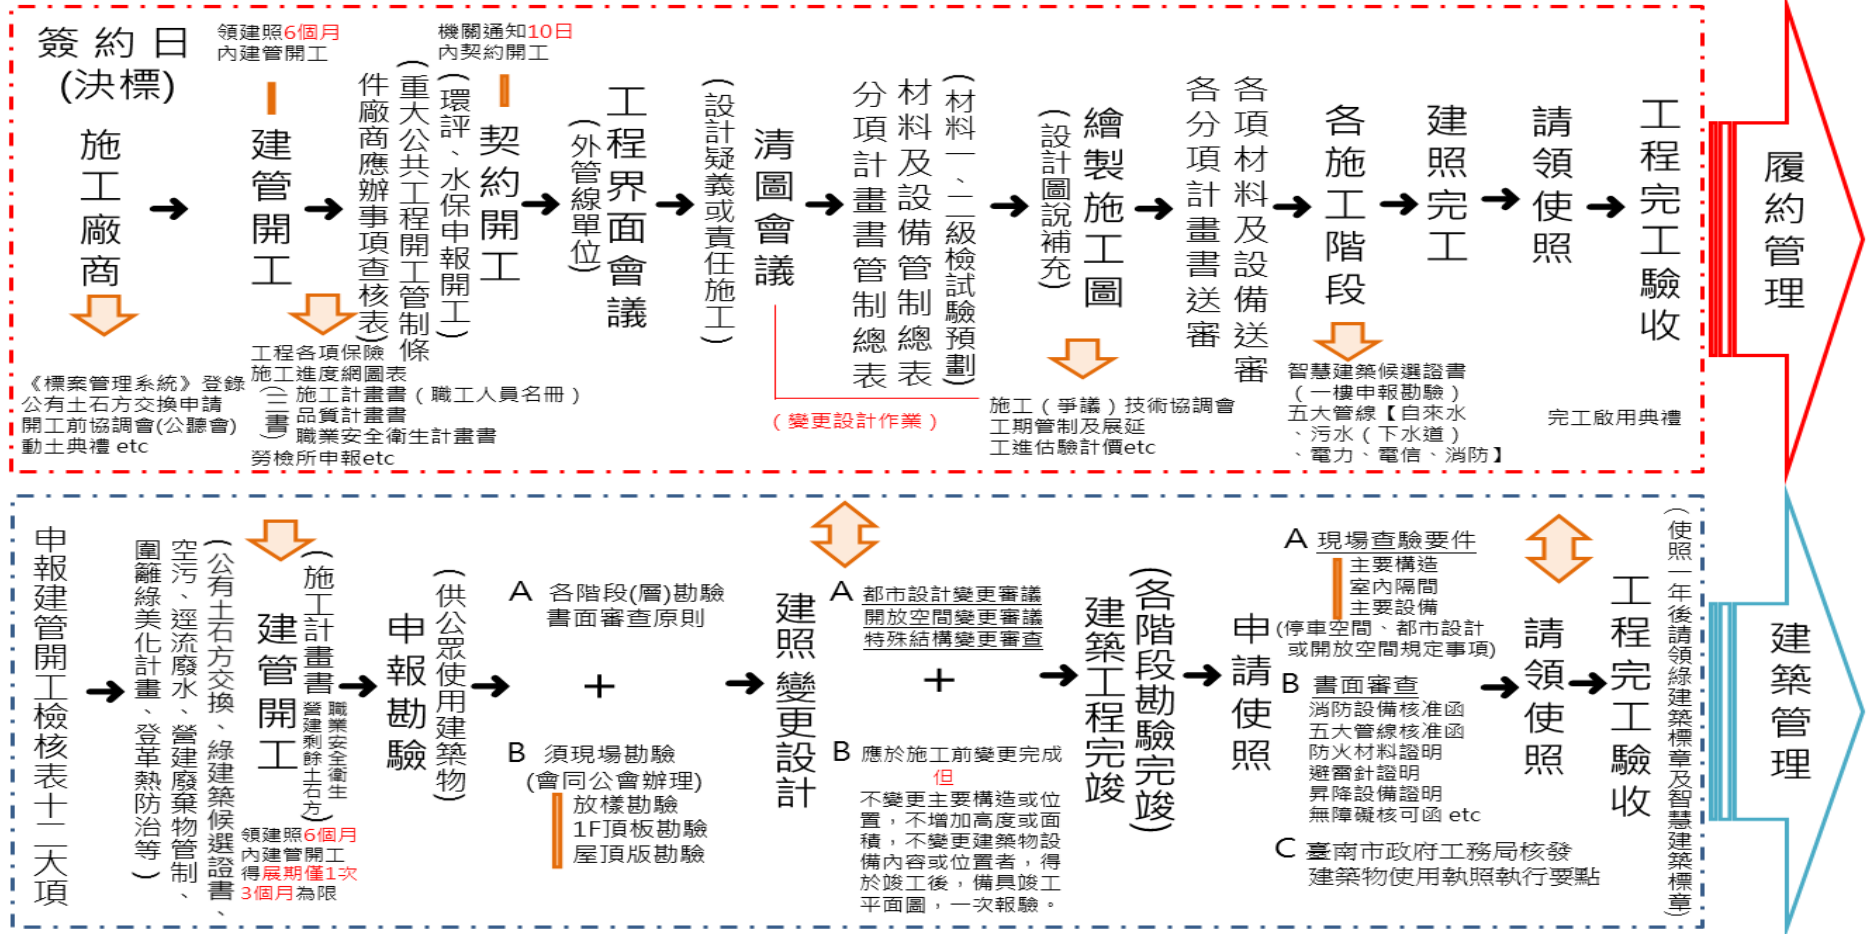 簽約日
(決標)
施工廠商
《標案管理系統》登錄
公有土石方交換申請
開工前協調會(公聽會)
動土典禮 etc
領建照6個月
內建管開工
建管開工
工程各項保險
施工進度網圖表
(三書)
施工計畫書(職工人員名冊)
品質計畫書
職業安全衛生計畫書
勞檢所申報etc
(環評、水保申報開工)
(重大公共工程開工管制條
件廠商應辦事項查核表)
機關通知10日
內契約開工
契約開工
工程界面會議
(外管線單位)
清圖會議
(設計疑義或責任施工)
(變更設計作業)
(材料一、二級檢試驗預劃)
材料及設備管制總表
分項計畫書管制總表
繪製施工圖
(設計圖說補充)
施工(爭議)技術協調會
工期管制及展延
工進估驗計價etc
各項材料及設備送審
各分項計畫書送審
各施工階段
智慧建築候選證書
(一樓申報勘驗)
五大管線【自來水
、污水(下水道)
、電力、電信、消防】
建照完工
請領使照
工程完工驗收
完工啟用典禮
履約管理
申報建管開工檢核表十二大項
(公有土石方交換、綠建築候選證書、
空污、逕流廢水、營建廢棄物管制、
圍籬綠美化計畫、登革熱防治等)
建管開工
(施工計畫書
職業安全衛生
營建剩餘土石方)
領建照6個月
內建管開工
得展期僅1次
3個月為限
申報勘驗
(供公眾使用建築物)
A 各階段(層)勘驗
書面審查原則
+
B 須現場勘驗
(會同公會辦理)
放樣勘驗
1F頂板勘驗
屋頂版勘驗
建照變更設計
A 都市設計變更審議
開放空間變更審議
特殊結構變更審查
+
B 應於施工前變更完成
但
不變更主要構造或位
置，不增加高度或面
積，不變更建築物設
備內容或位置者，得
於竣工後，備具竣工
平面圖，一次報驗。
(各階段勘驗完竣)
建築工程完竣
申請使照
A 現場查驗要件
主要構造
室內隔間
主要設備
(停車空間、都市設計
或開放空間規定事項)
B 書面審查
消防設備核准函
五大管線核准函
防火材料證明
避雷針證明
昇降設備證明
無障礙核可函 etc
C 臺南市政府工務局核發
建築物使用執照執行要點
請領使照
工程完工驗收
(使照一年後請領綠建築標章及智慧建築標章)
建築管理